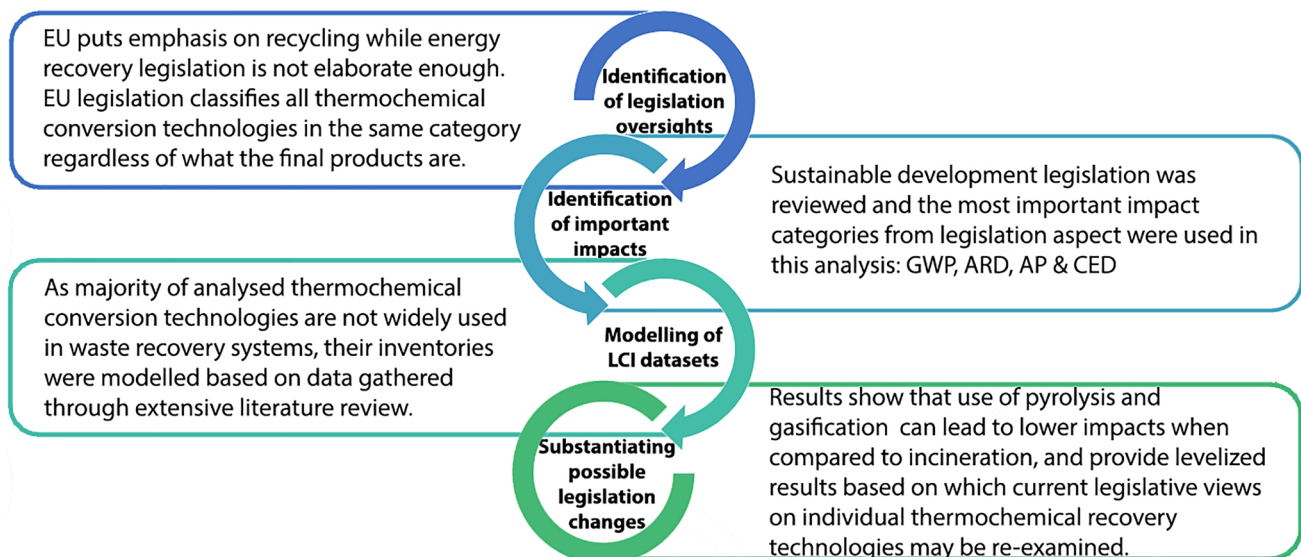 EU puts emphasis on recycling while energy
recovery legislation is not elaborate enough.
EU legislation classifies all thermochemical
conversion technologies in the same category
regardless of what the final products are.
Identification
of legislation
oversights
Identification
of important
impacts
Sustainable development legislation was
reviewed and the most important impact
categories from legislation aspect were used in
this analysis: GWP, ARD, AP & CED
As majority of analysed thermochemical
conversion technologies are not widely used
in waste recovery systems, their inventories
were modelled based on data gathered
through extensive literature review.
Modelling of
LCI datasets
Substantiating
possible
legislation
changes
Results show that use of pyrolysis and
gasification can lead to lower impacts when
compared to incineration, and provide levelized
results based on which current legislative views
on individual thermochemical recovery
technologies may be re-examined.